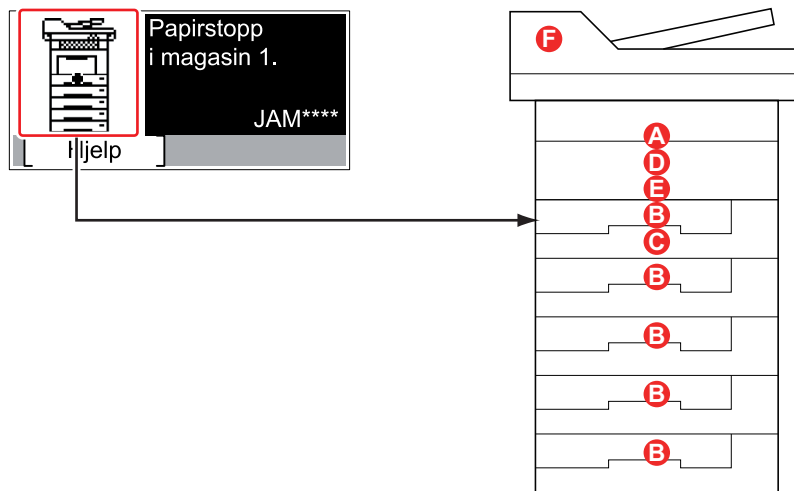 Papirstopp
i magasin 1.
JAM****
[ Hjelp ]
F
A
D
E
B
C
B
B
B
B